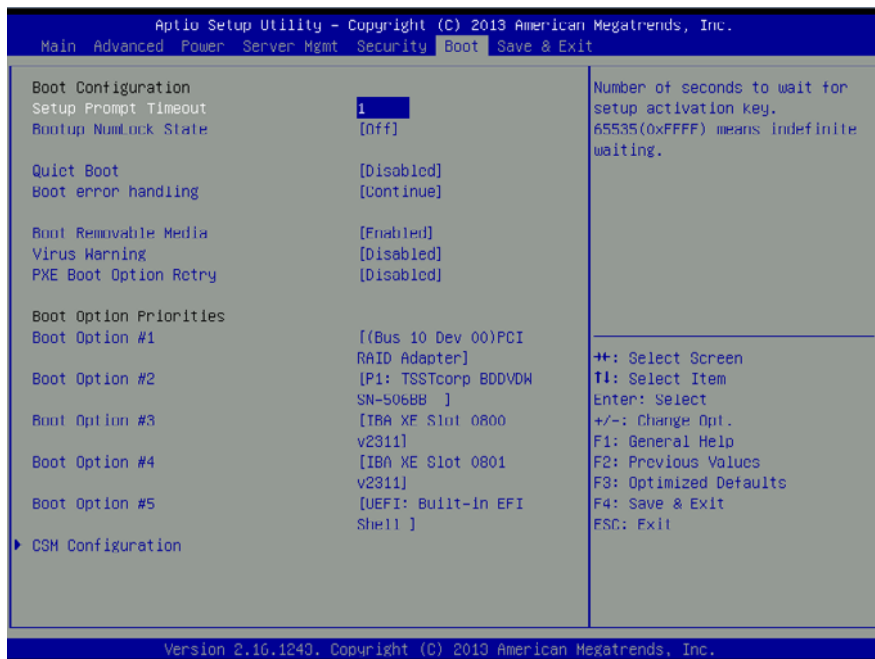 Aptio Setup Utility – Copyright (C) 2013 American Megatrends, Inc.
Main Advanced Power Server Mgmt Security Boot Save & Exit
Boot Configuration
Setup Prompt Timeout 1
Bootup NumLock State [Off]
Quiet Boot [Disabled]
Boot error handling [Continue]
Boot Removable Media [Enabled]
Virus Warning [Disabled]
PXE Boot Option Retry [Disabled]
Boot Option Priorities
Boot Option #1 [(Bus 10 Dev 00)PCI
RAID Adapter]
Boot Option #2 [P1: TSSTcorp BDDVDW
SN-506BB ]
Boot Option #3 [IBA XE Slot 0800
v2311]
Boot Option #4 [IBA XE Slot 0801
v2311]
Boot Option #5 [UEFI: Built-in EFI
Shell ]
CSM Configuration
Number of seconds to wait for
setup activation key.
65535(0xFFFF) means indefinite
waiting.
→←: Select Screen
↑↓: Select Item
Enter: Select
+/-: Change Opt.
F1: General Help
F2: Previous Values
F3: Optimized Defaults
F4: Save & Exit
ESC: Exit
Version 2.16.1243. Copyright (C) 2013 American Megatrends, Inc.